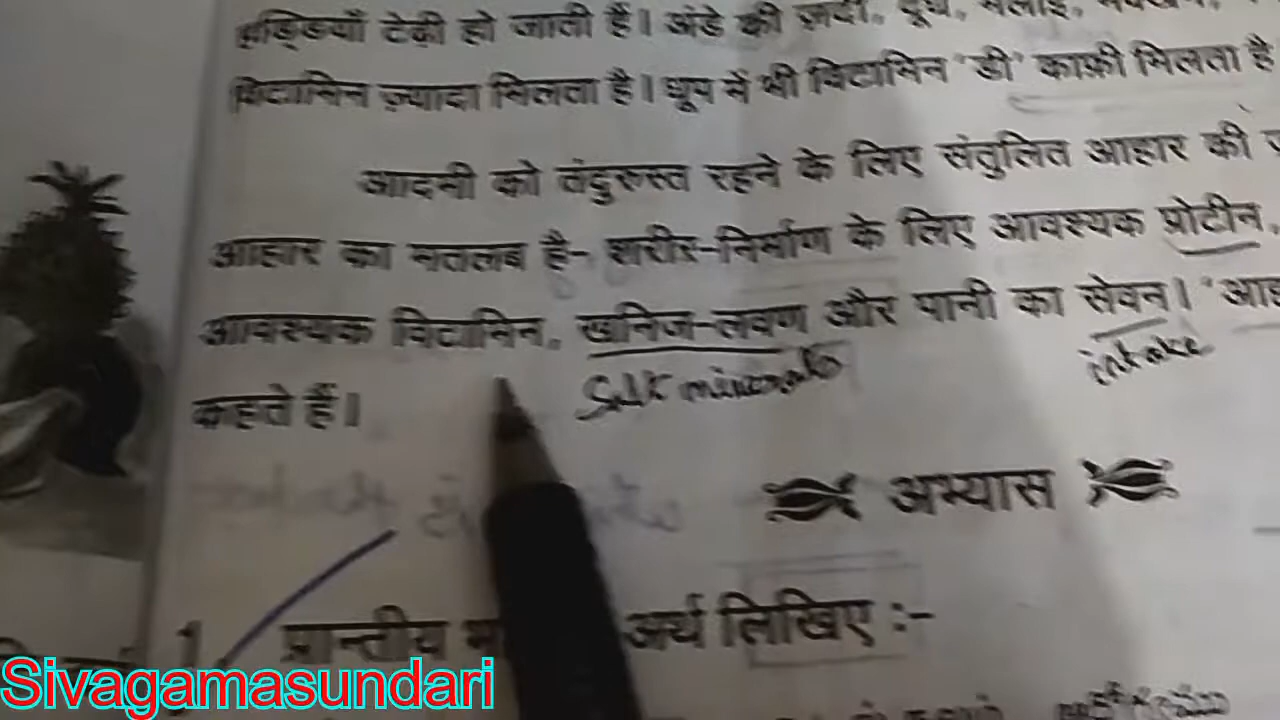 हड्डियाँ टेढ़ी हो जाती हैं। अंडे की ज़र्दी, दूध, मलाई,
विटामिन ज़्यादा मिलता है। धूप में भी विटामिन 'डी' काफ़ी मिलता है
आदमी को तंदुरुस्त रहने के लिए संतुलित आहार की
आहार का मतलब है- शरीर-निर्माण के लिए आवश्यक प्रोटीन,
आवश्यक विटामिन, खनिज-लवण और पानी का सेवन।
Salt minerals intake
कहते हैं।
अभ्यास
1 प्रान्तीय अर्थ लिखिए :-
Sivagamasundari